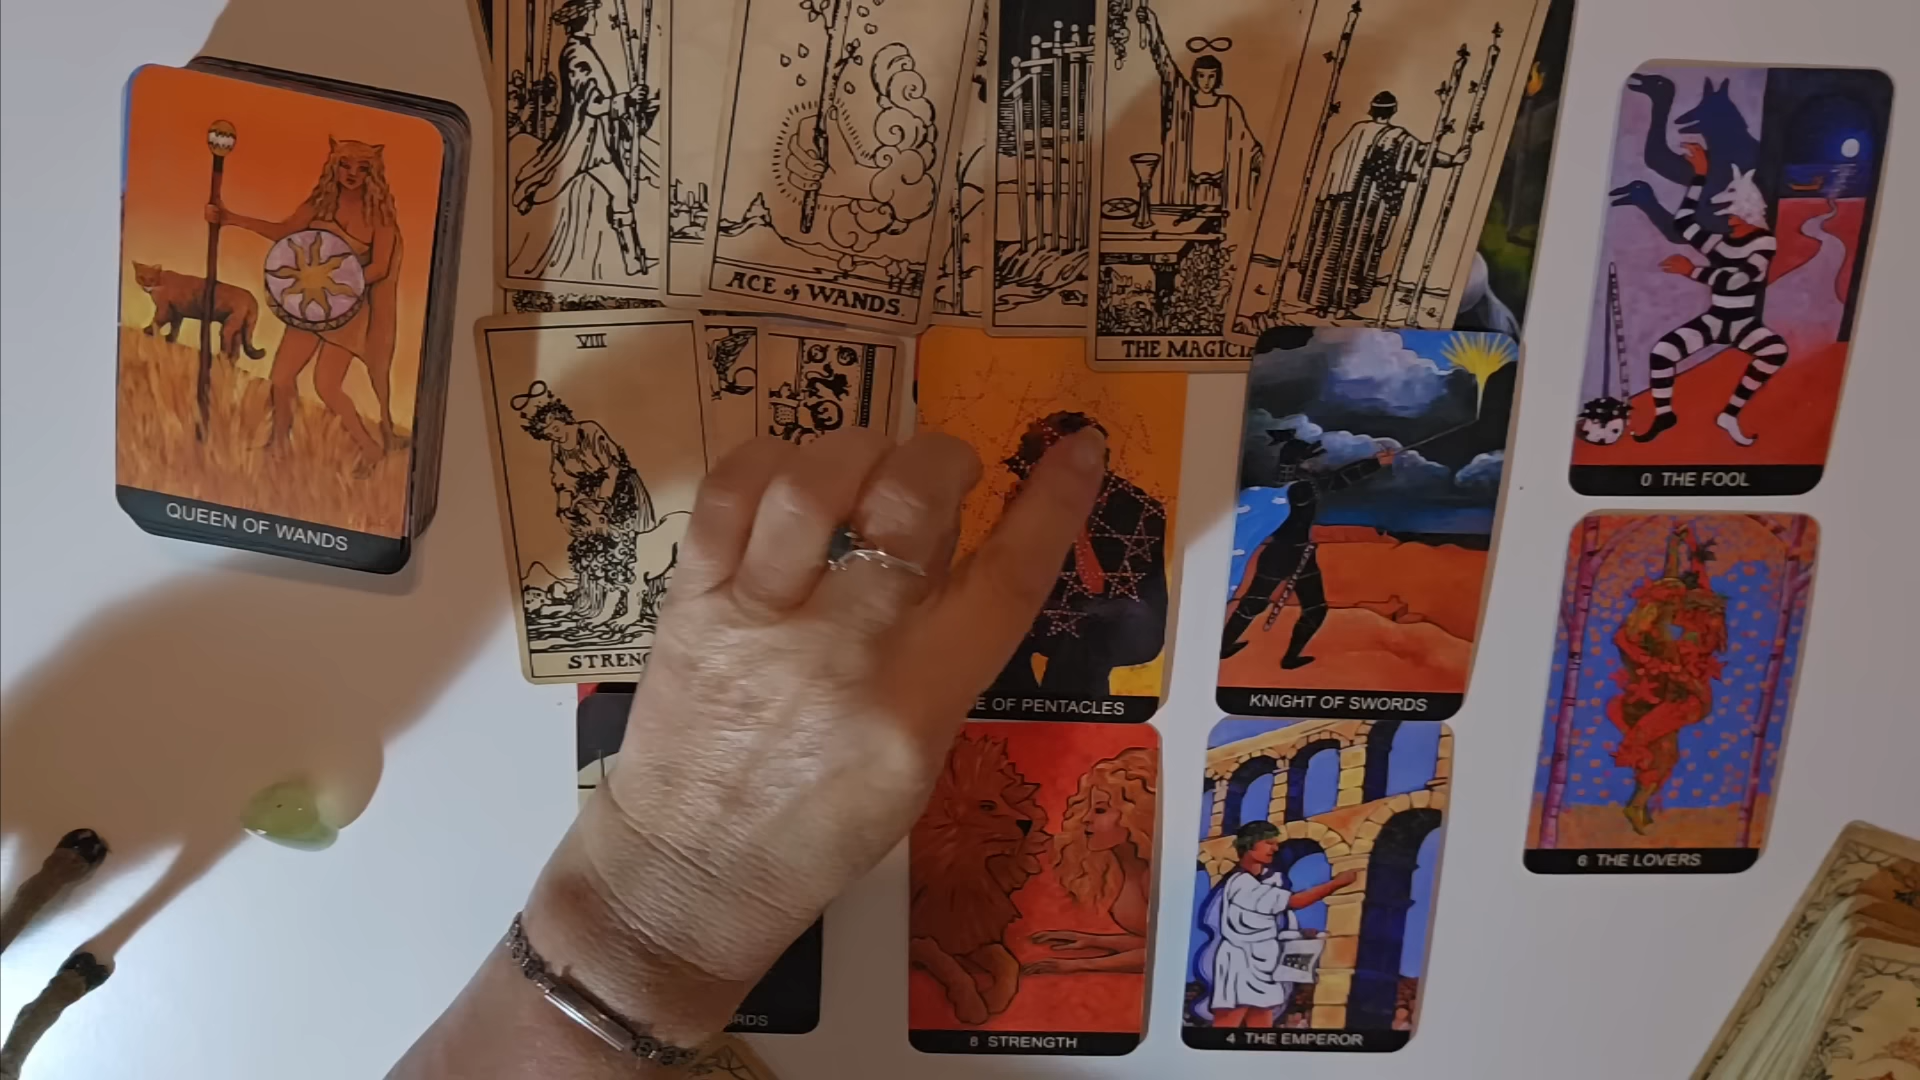 ACE of WANDS.
THE MAGICI
VIII
STRENG
QUEEN OF WANDS
E OF PENTACLES
KNIGHT OF SWORDS
0 THE FOOL
6 THE LOVERS
8 STRENGTH
4 THE EMPEROR
RDS